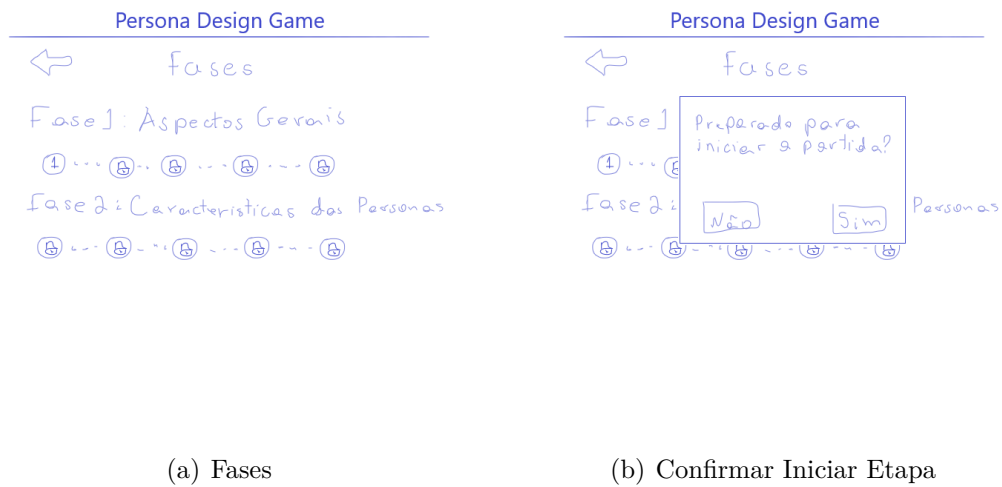 Persona Design Game
Fases
Fase 1: Aspectos Gerais
1
Fase 2: Características dos Personas
(a) Fases
Persona Design Game
Fases
Fase 1
1
Fase 2:
Personas
Preparado para
iniciar a partida?
Não
Sim
(b) Confirmar Iniciar Etapa